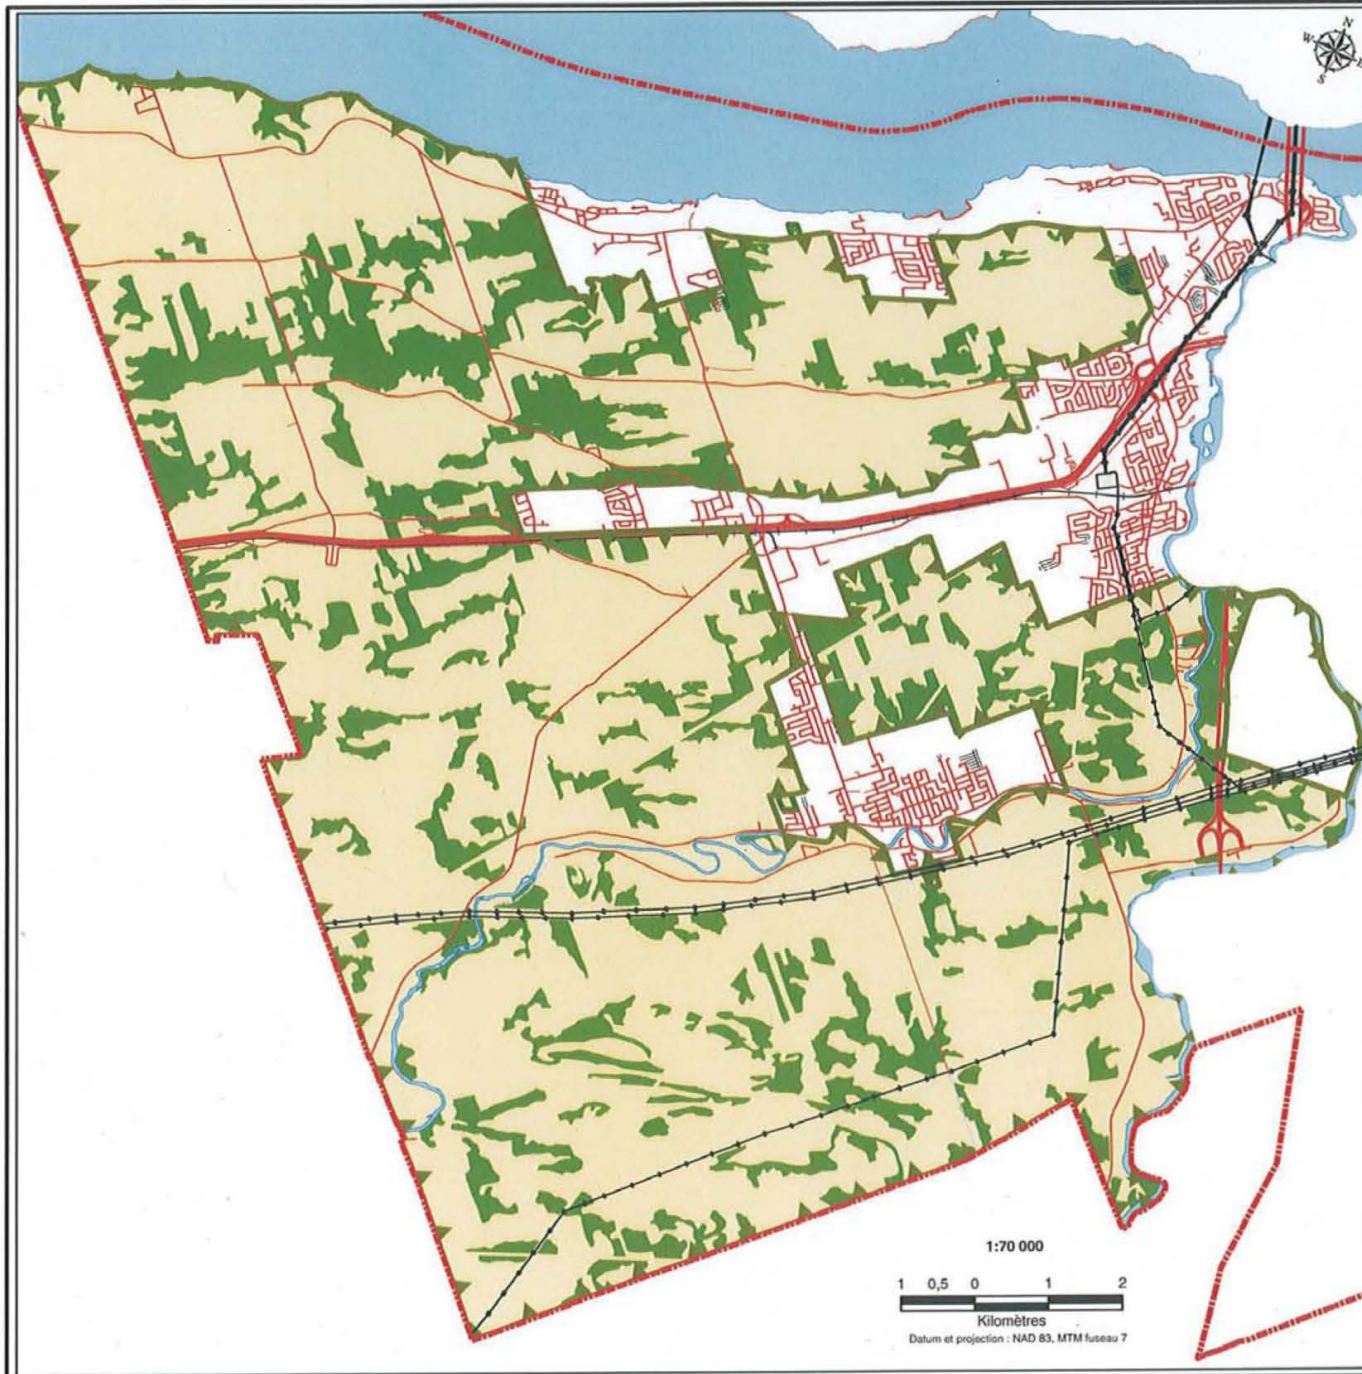 N
W
E
S
1:70 000
1 0,5 0 1 2
Kilomètres
Datum et projection : NAD 83, MTM fuseau 7